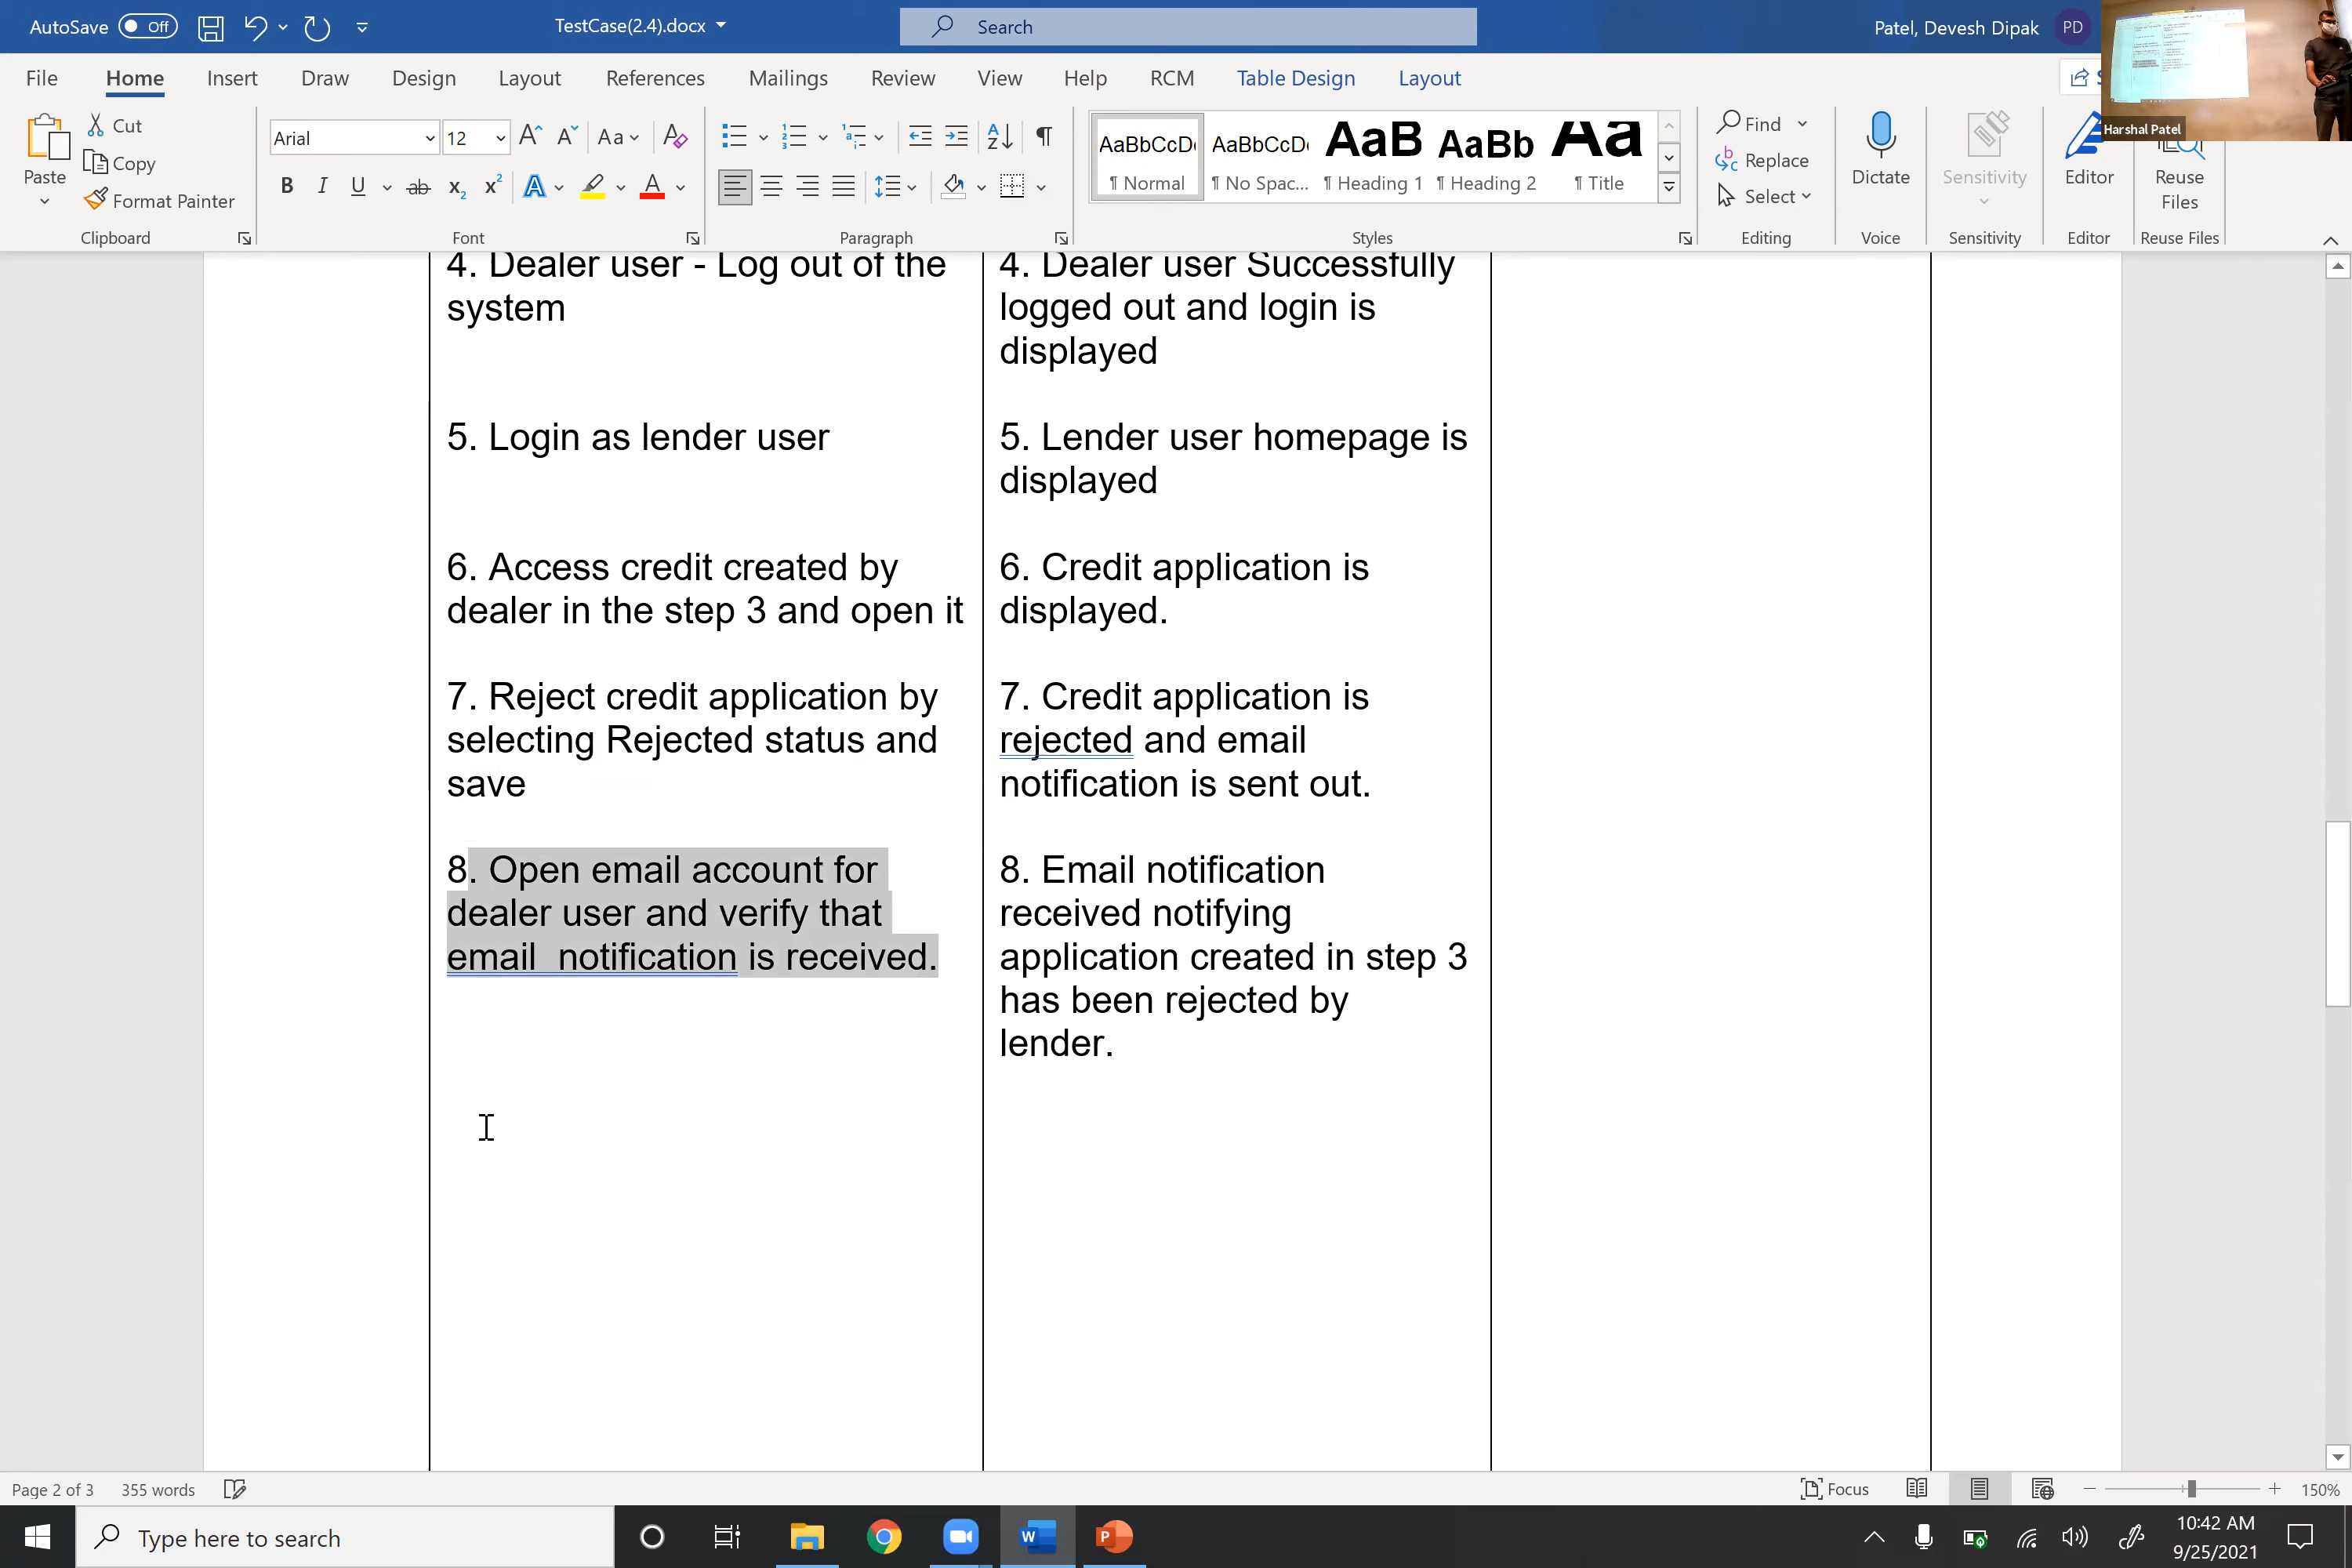 AutoSave Off
TestCase(2.4).docx
Search
Patel, Devesh Dipak PD
File Home Insert Draw Design Layout References Mailings Review View Help RCM Table Design Layout
Paste
Cut
Copy
Format Painter
Clipboard
Arial 12
Aa
B I U ab x₂ x² A A
Font
Paragraph
AaBbCcDı AaBbCcDı AaB AaBb Aa
¶ Normal ¶ No Spac... ¶ Heading 1 ¶ Heading 2 ¶ Title
Styles
Find
Replace
Select
Editing
Dictate
Voice
Sensitivity
Sensitivity
Editor
Editor
Reuse
Files
Reuse Files
Harshal Patel
4. Dealer user - Log out of the
system
5. Login as lender user
6. Access credit created by
dealer in the step 3 and open it
7. Reject credit application by
selecting Rejected status and
save
8. Open email account for
dealer user and verify that
email  notification is received.
4. Dealer user Successfully
logged out and login is
displayed
5. Lender user homepage is
displayed
6. Credit application is
displayed.
7. Credit application is
rejected and email
notification is sent out.
8. Email notification
received notifying
application created in step 3
has been rejected by
lender.
Page 2 of 3 355 words
Focus
150%
Type here to search
10:42 AM
9/25/2021